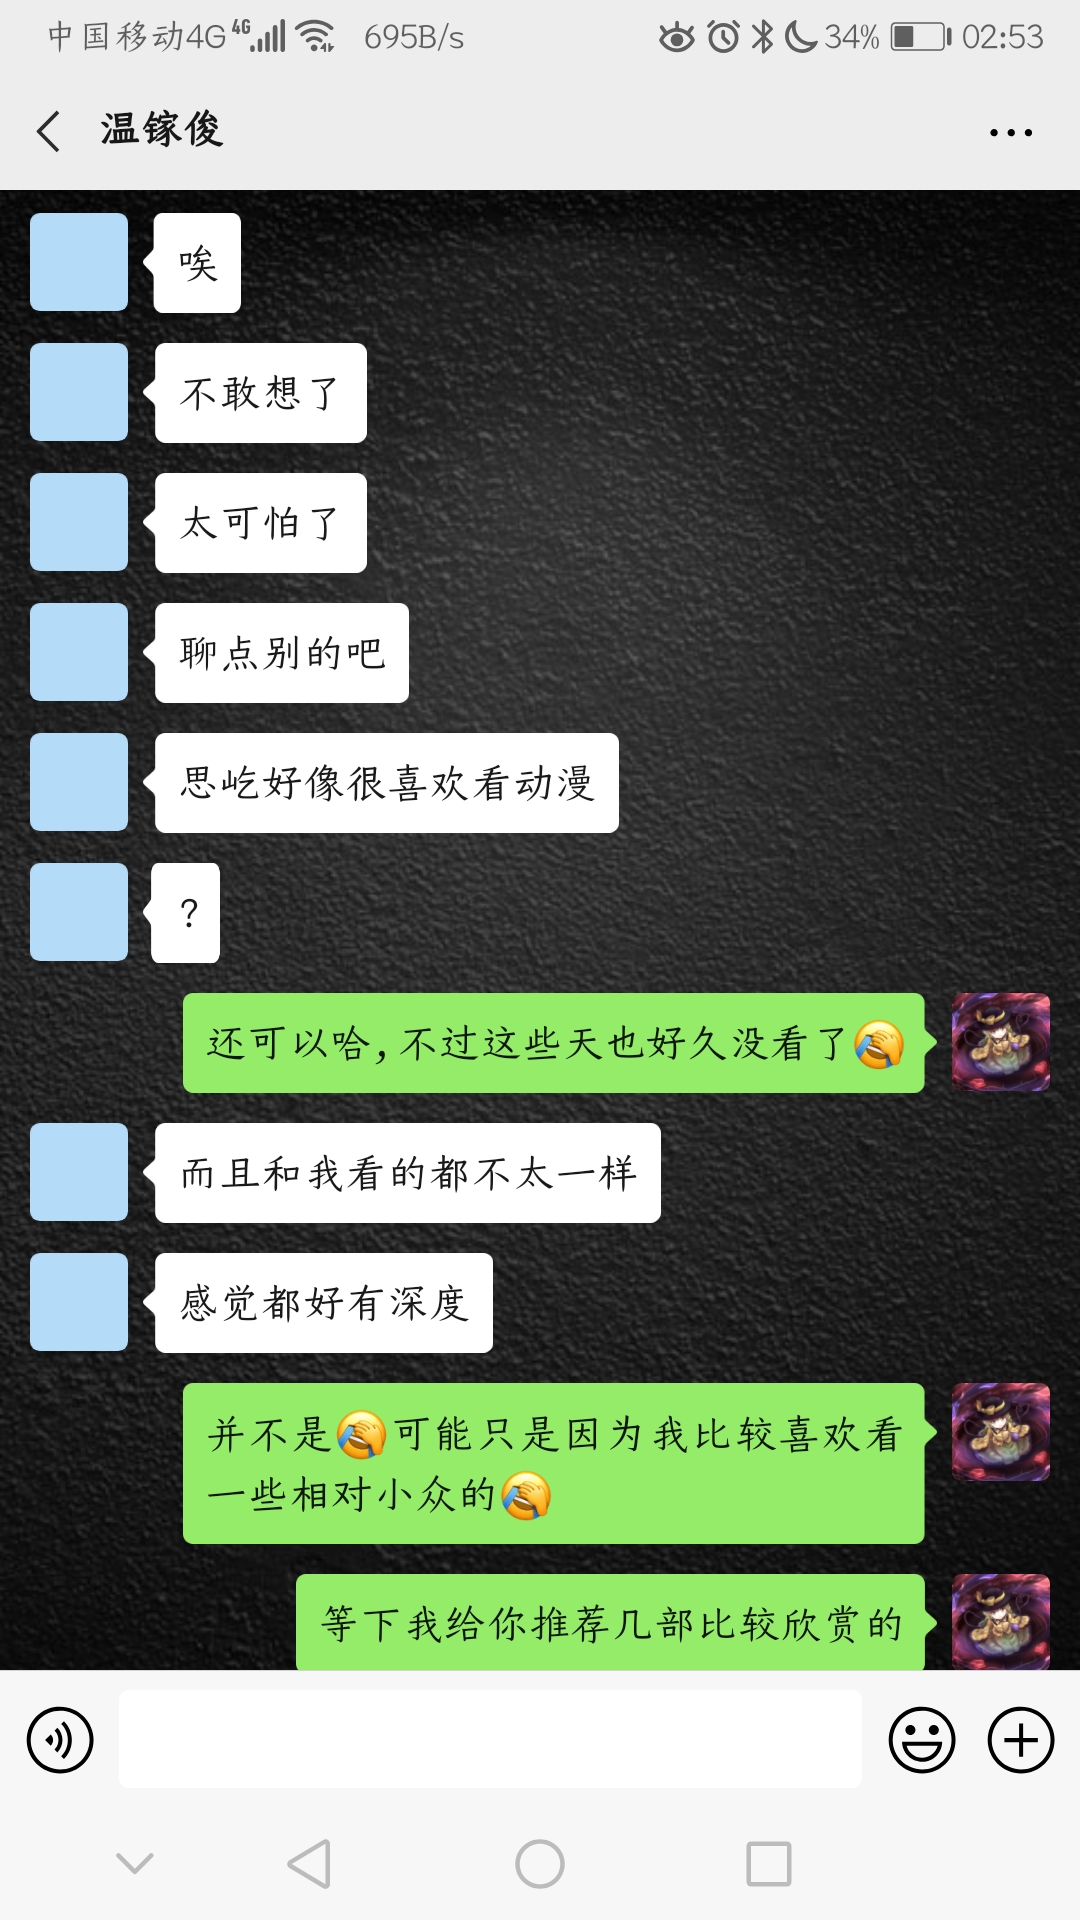 中国移动4G 4G 695B/s 34% 02:53
温镓俊
唉
不敢想了
太可怕了
聊点别的吧
思屹好像很喜欢看动漫
?
还可以哈,不过这些天也好久没看了🤣
而且和我看的都不太一样
感觉都好有深度
并不是🤣可能只是因为我比较喜欢看
一些相对小众的🤣
等下我给你推荐几部比较欣赏的